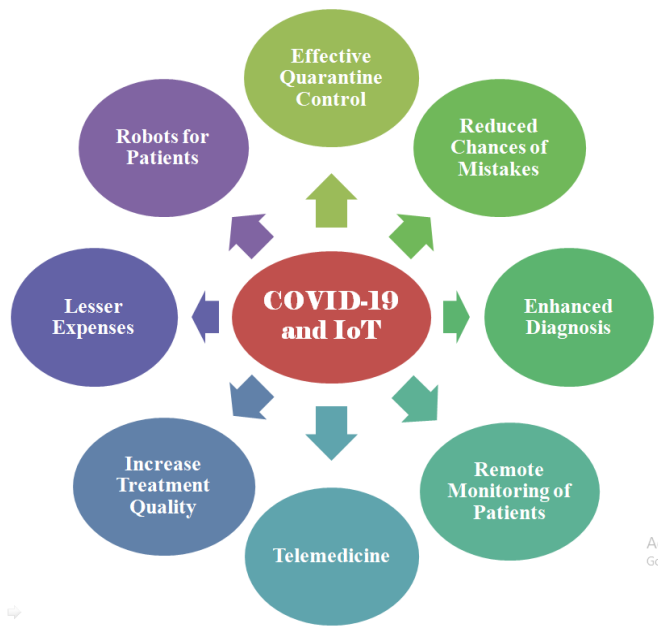 Effective
Quarantine
Control
Reduced
Chances of
Mistakes
Enhanced
Diagnosis
Remote
Monitoring of
Patients
Telemedicine
Increase
Treatment
Quality
Lesser
Expenses
Robots for
Patients
COVID-19
and IoT